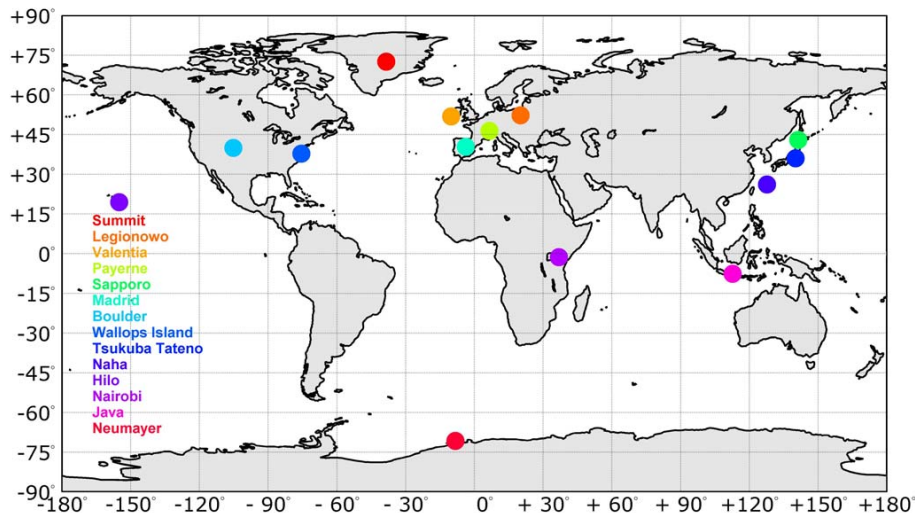 +90°
+75°
+60°
+45°
+30°
+15°
0°
-15°
-30°
-45°
-60°
-75°
-90°
Summit
Legionowo
Valentia
Payerne
Sapporo
Madrid
Boulder
Wallops Island
Tsukuba Tateno
Naha
Hilo
Nairobi
Java
Neumayer
-180° -150° -120° -90° -60° - 30° 0° + 30° + 60° + 90° +120° +150° +180°